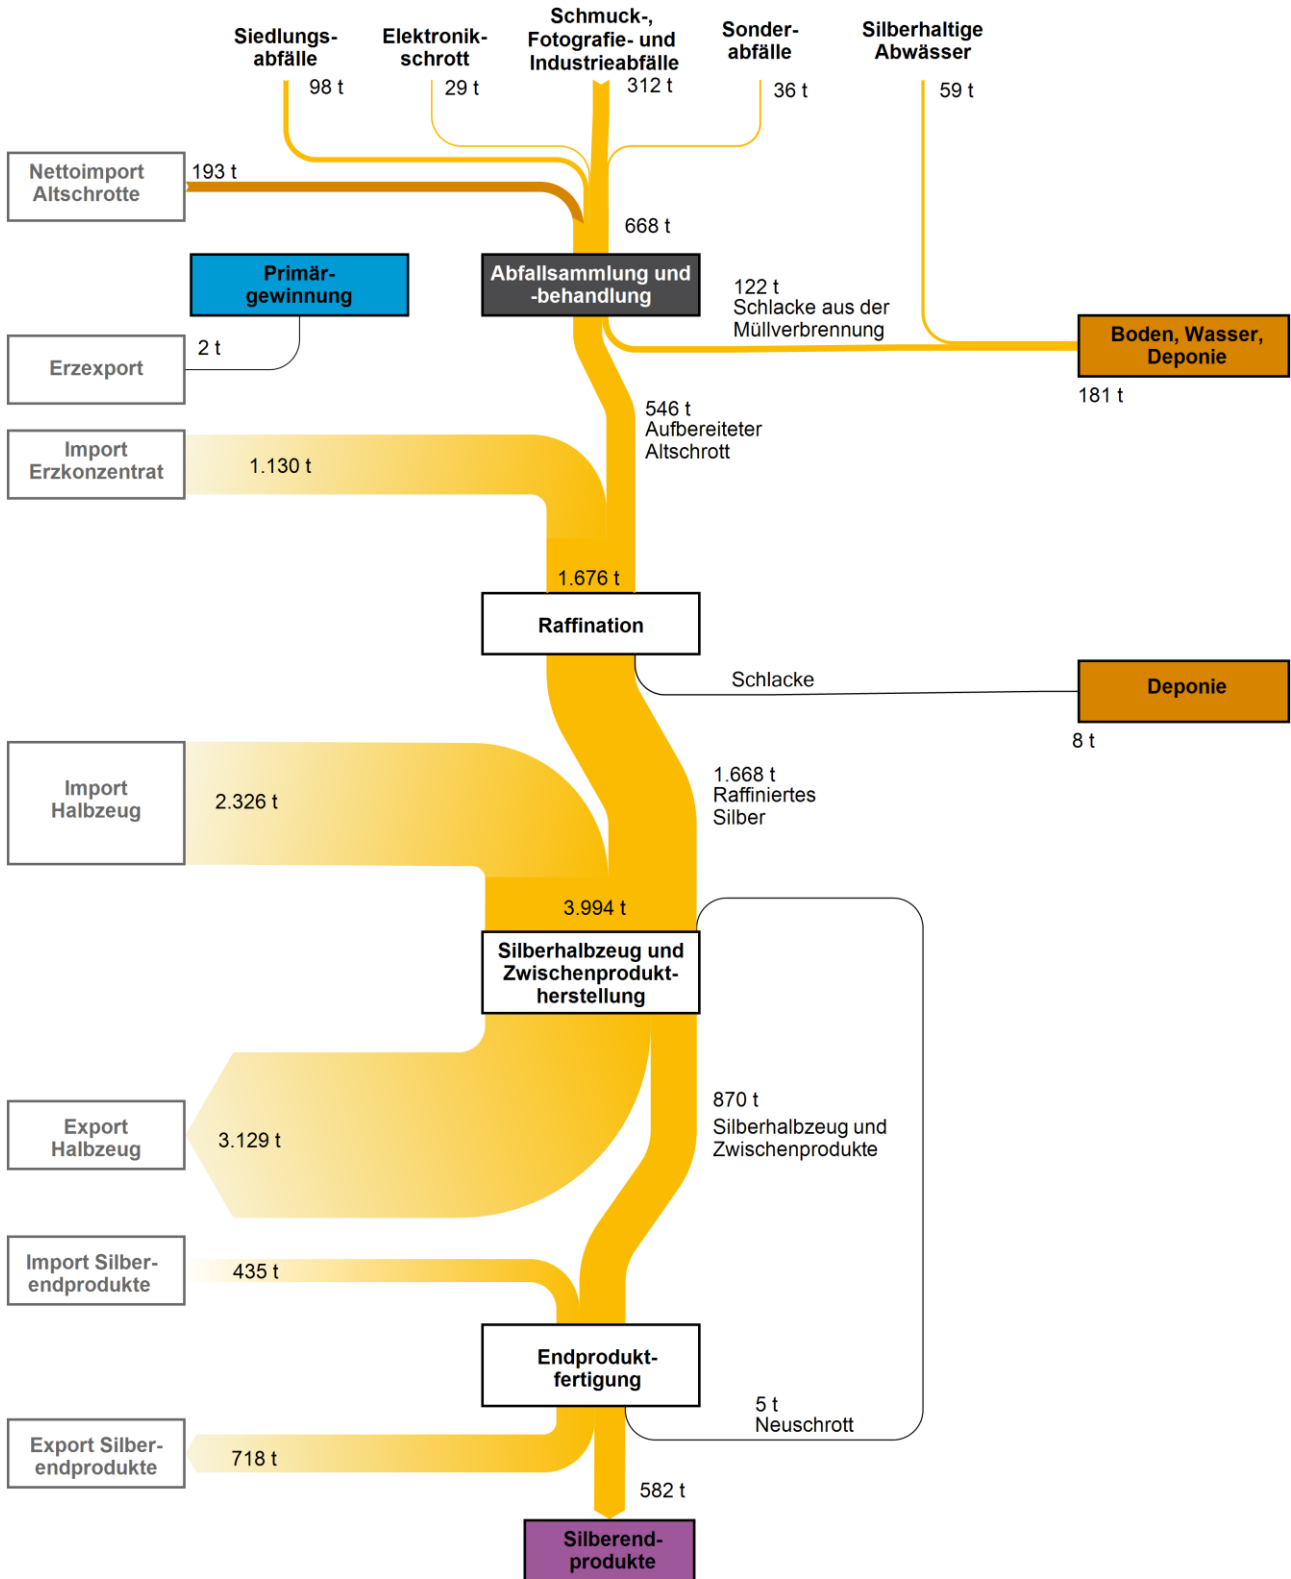 Siedlungs-
abfälle
98 t
Elektronik-
schrott
29 t
Schmuck-,
Fotografie- und
Industrieabfälle
312 t
Sonder-
abfälle
36 t
Silberhaltige
Abwässer
59 t
Nettoimport
Altschrotte
193 t
668 t
Primär-
gewinnung
Abfallsammlung und
-behandlung
122 t
Schlacke aus der
Müllverbrennung
Boden, Wasser,
Deponie
181 t
Erzexport
2 t
546 t
Aufbereiteter
Altschrott
Import
Erzkonzentrat
1.130 t
1.676 t
Raffination
Schlacke
Deponie
8 t
Import
Halbzeug
2.326 t
1.668 t
Raffiniertes
Silber
3.994 t
Silberhalbzeug und
Zwischenprodukt-
herstellung
Export
Halbzeug
3.129 t
870 t
Silberhalbzeug und
Zwischenprodukte
Import Silber-
endprodukte
435 t
Endprodukt-
fertigung
5 t
Neuschrott
Export Silber-
endprodukte
718 t
582 t
Silberend-
produkte